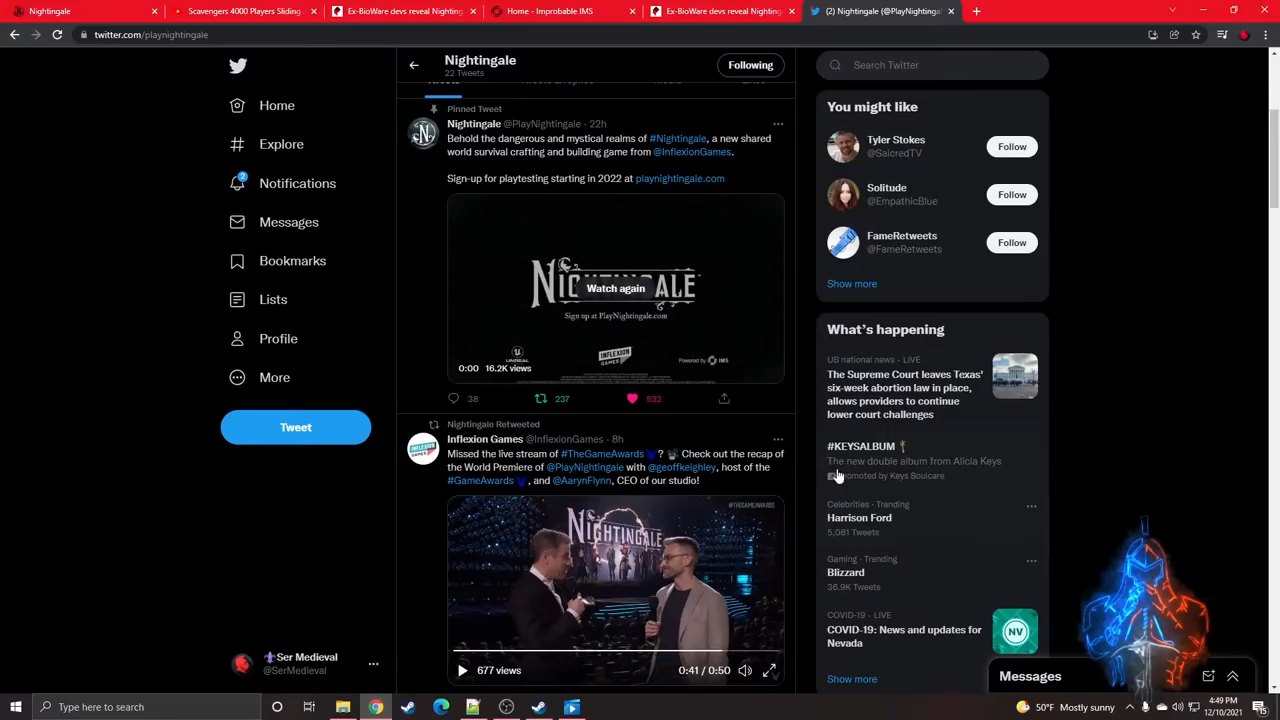 Nightingale
Scavengers 4000 Players Sliding
Ex-BioWare devs reveal Nighting
Home - Improbable IMS
Ex-BioWare devs reveal Nighting
(2) Nightingale (@PlayNightingale
twitter.com/playnightingale
Home
Explore
2
Notifications
Messages
Bookmarks
Lists
Profile
More
Tweet
Ser Medieval
@SerMedieval
Nightingale
22 Tweets
Following
Pinned Tweet
Nightingale @PlayNightingale · 22h
Behold the dangerous and mystical realms of #Nightingale, a new shared
world survival crafting and building game from @InflexionGames.
Sign-up for playtesting starting in 2022 at playnightingale.com
NIGHTINGALE
Watch again
Sign up at PlayNightingale.com
UNREAL
INFLEXION GAMES
Powered by IMS
0:00 16.2K views
38 237 532
Nightingale Retweeted
Inflexion Games @InflexionGames · 8h
Missed the live stream of #TheGameAwards ? Check out the recap
of the World Premiere of @PlayNightingale with @geoffkeighley, host of the
#GameAwards , and @AarynFlynn, CEO of our studio!
#THEGAMEAWARDS
NIGHTINGALE
677 views
0:41 / 0:50
Search Twitter
You might like
Tyler Stokes
@SaicredTV
Follow
Solitude
@EmpathicBlue
Follow
FameRetweets
@FameRetweets
Follow
Show more
What's happening
US national news · LIVE
The Supreme Court leaves Texas'
six-week abortion law in place,
allows providers to continue
lower court challenges
#KEYSALBUM
The new double album from Alicia Keys
Promoted by Keys Soulcare
Celebrities · Trending
Harrison Ford
5,081 Tweets
Gaming · Trending
Blizzard
36.9K Tweets
COVID-19 · LIVE
COVID-19: News and updates for
Nevada
NV
Show more
Messages
Type here to search
50°F Mostly sunny
4:49 PM
12/10/2021
15